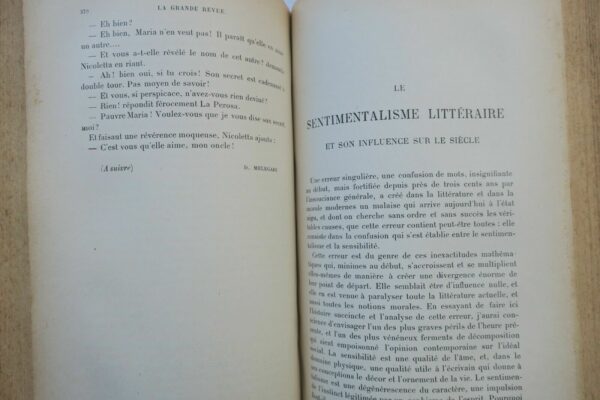 372
LA GRANDE REVUE
— Eh bien?
— Eh bien, Maria n'en veut pas! Il paraît qu'elle en aime
un autre....
— Et vous a-t-elle révélé le nom de cet autre? demanda
Nicoletta en riant.
— Ah! bien oui, si tu crois! Son secret est cadenassé à
double tour. Pas moyen de savoir!
— Et vous, si perspicace, n'avez-vous rien deviné?
— Rien! répondit férocement La Perosa.
— Pauvre Maria! Voulez-vous que je vous dise son secret,
moi?
Et faisant une révérence moqueuse, Nicoletta ajouta:
— C'est vous qu'elle aime, mon oncle!
(A suivre)
D. MELEGARI
LE
SENTIMENTALISME LITTÉRAIRE
ET SON INFLUENCE SUR LE SIÈCLE
Une erreur singulière, une confusion de mots, insignifiante
au début, mais fortifiée depuis près de trois cents ans par
l'insouciance générale, a créé dans la littérature et dans la
morale modernes un malaise qui arrive aujourd'hui à l'état
aigu, et dont on cherche sans ordre et sans succès les véri-
tables causes, que cette erreur contient peut-être toutes: elle
consiste dans la confusion qui s'est établie entre le sentimen-
talisme et la sensibilité.
Cette erreur est du genre de ces inexactitudes mathéma-
tiques qui, minimes au début, s'accroissent et se multiplient
elles-mêmes de manière à créer une divergence énorme de
leur point de départ. Elle semblait être d'influence nulle, et
elle en est venue à paralyser toute la littérature actuelle, et
aussi toutes les notions morales. En essayant de faire ici
l'histoire succincte et l'analyse de cette erreur, j'aurai con-
science d'envisager l'un des plus graves périls de l'heure pré-
sente, et l'un des plus vénéneux ferments de décomposition
qui aient empoisonné l'opinion contemporaine sur l'idéal
social. La sensibilité est une qualité de l'âme, et, dans le
domaine physique, une qualité utile à l'écrivain qui donne à
ses conceptions le décor et l'ornement de la vie. Le sentimen-
talisme est une dégénérescence du caractère, une impulsion
de l'instinct légitimée par l'esprit. Pourquoi